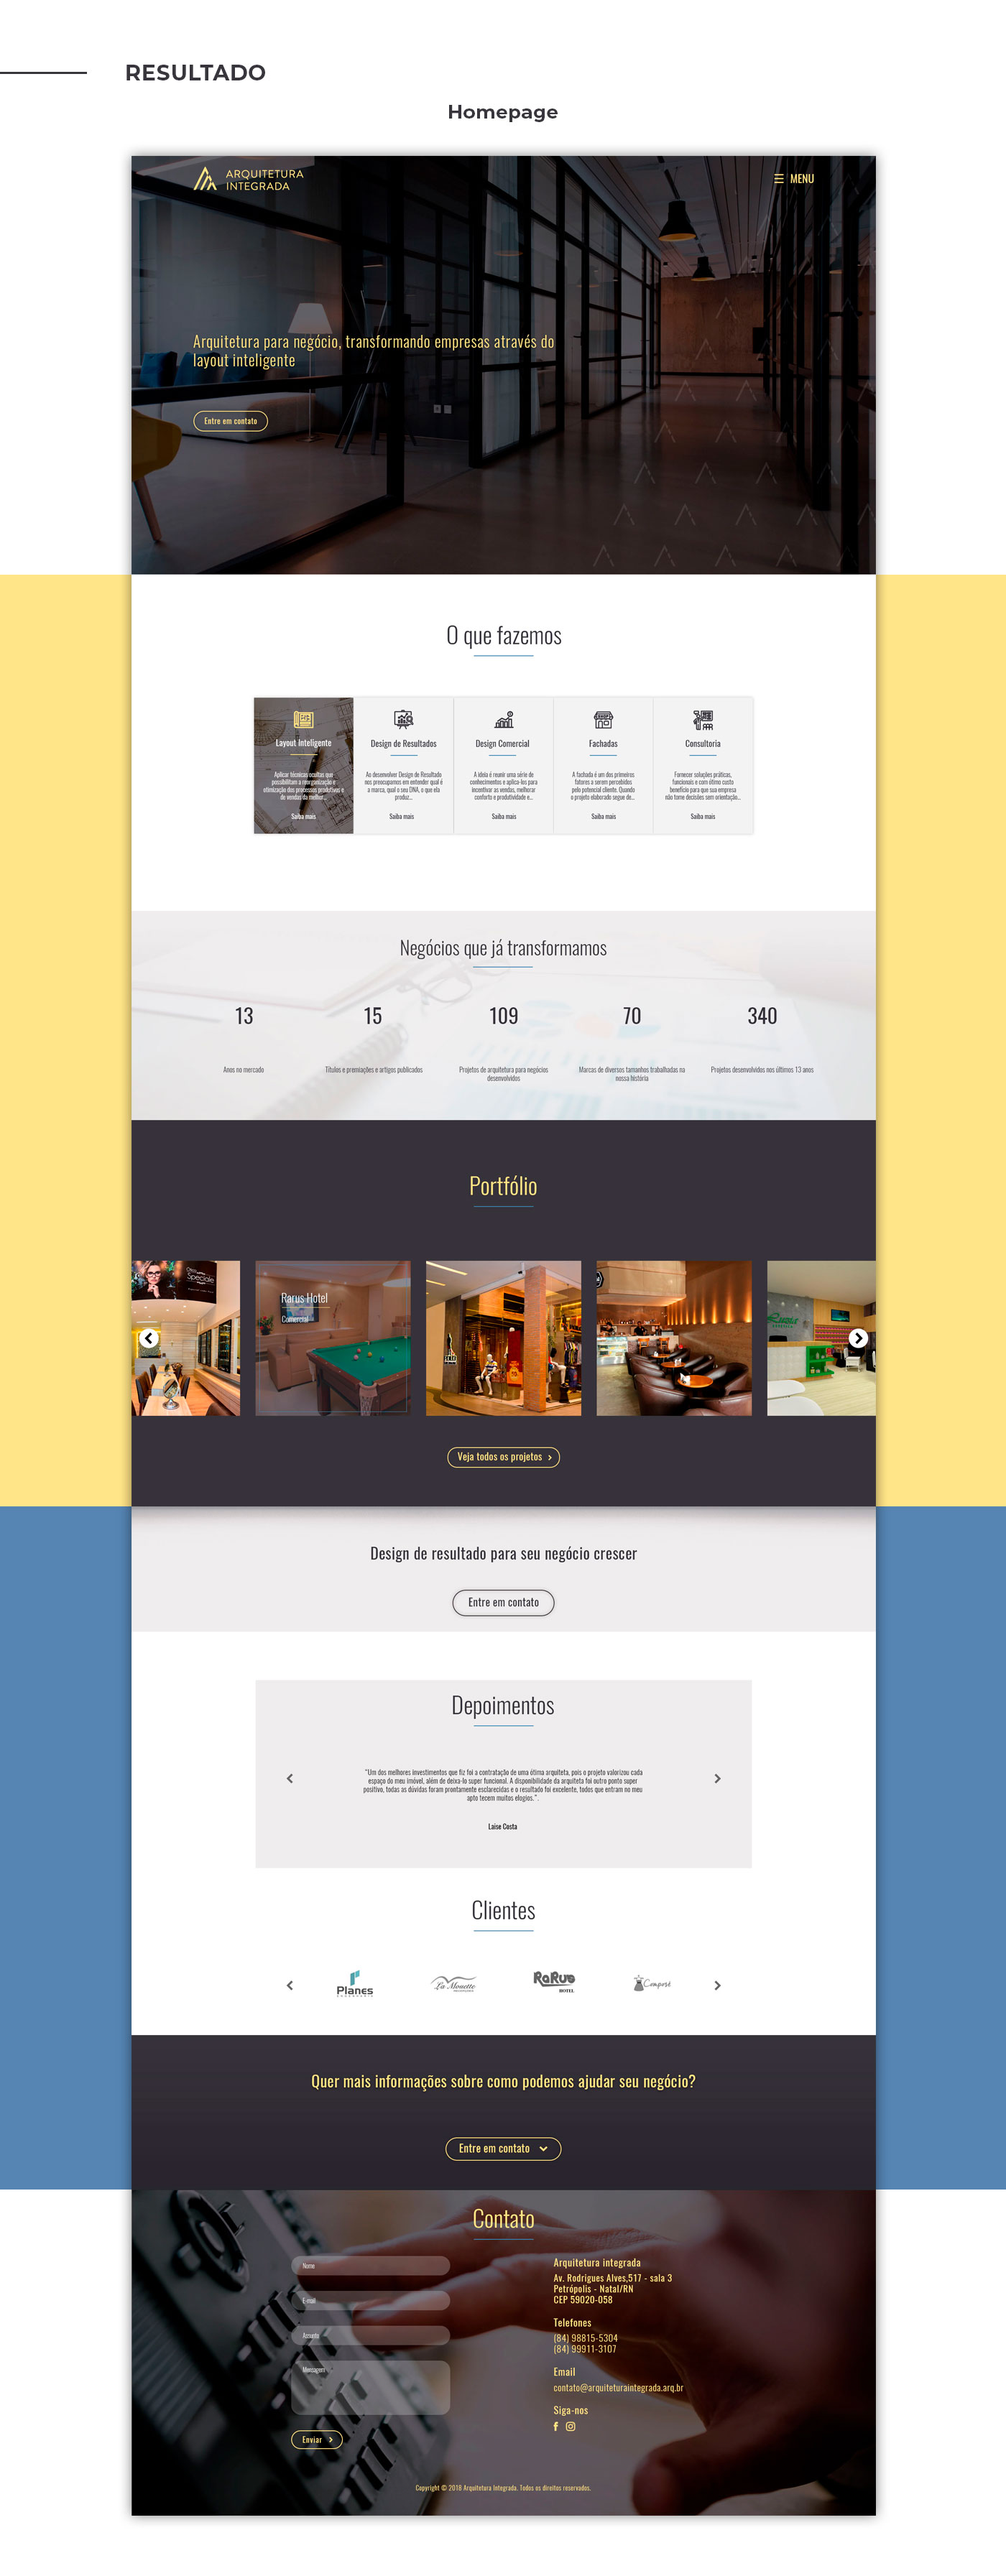 RESULTADO
Homepage
ARQUITETURA
INTEGRADA
MENU
Arquitetura para negócio, transformando empresas através do
layout inteligente
Entre em contato
O que fazemos
Layout Inteligente
Aplicar técnicas ocultas que
possibilitam a reorganização e
otimização dos processos produtivos e
de vendas da melhor...
Saiba mais
Design de Resultados
Ao desenvolver Design de Resultado
nos preocupamos em entender qual é
a marca, qual o seu DNA, o que ela
produz...
Saiba mais
Design Comercial
A ideia é reunir uma série de
conhecimentos e aplica-los para
incentivar as vendas, melhorar
conforto e produtividade e...
Saiba mais
Fachadas
A fachada é um dos primeiros
fatores a serem percebidos
pelo potencial cliente. Quando
o projeto elaborado segue de...
Saiba mais
Consultoria
Fornecer soluções práticas,
funcionais e com ótimo custo
benefício para que sua empresa
não tome decisões sem orientação...
Saiba mais
Negócios que já transformamos
13
15
109
70
340
Anos no mercado
Títulos e premiações e artigos publicados
Projetos de arquitetura para negócios
desenvolvidos
Marcas de diversos tamanhos trabalhadas na
nossa história
Projetos desenvolvidos nos últimos 13 anos
Portfólio
Speciale
Rarus Hotel
Comercial
Veja todos os projetos
Design de resultado para seu negócio crescer
Entre em contato
Depoimentos
"Um dos melhores investimentos que fiz foi a contratação de uma ótima arquiteta, pois o projeto valorizou cada
espaço do meu imóvel, além de deixa-lo super funcional. A disponibilidade da arquiteta foi outro ponto super
positivo, todas as dúvidas foram prontamente esclarecidas e o resultado foi excelente, todos que entram no meu
apto tecem muitos elogios.".
Laise Costa
Clientes
Planes
La Mouette
RaRus
HOTEL
Composê
Quer mais informações sobre como podemos ajudar seu negócio?
Entre em contato
Contato
Nome
E-mail
Assunto
Mensagem
Enviar
Arquitetura integrada
Av. Rodrigues Alves,517 - sala 3
Petrópolis - Natal/RN
CEP 59020-058
Telefones
(84) 98815-5304
(84) 99911-3107
Email
contato@arquiteturaintegrada.arq.br
Siga-nos
Copyright © 2018 Arquitetura Integrada. Todos os direitos reservados.